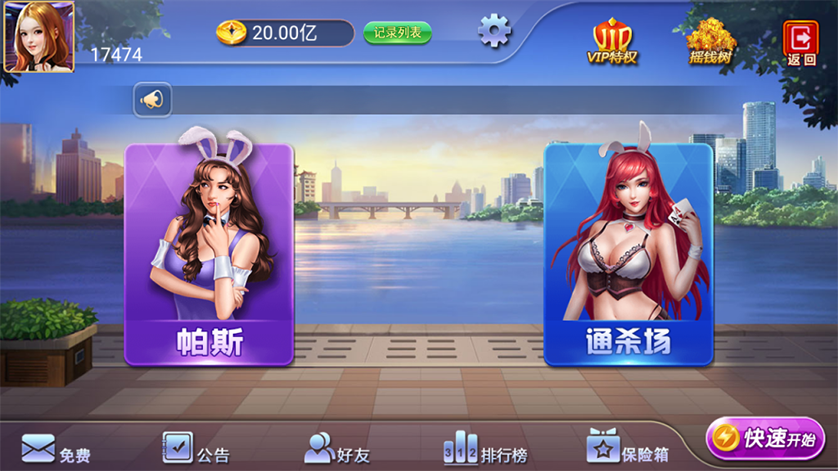 17474
20.00亿
记录列表
VIP
VIP特权
摇钱树
返回
帕斯
通杀场
免费
公告
好友
312
排行榜
保险箱
快速开始